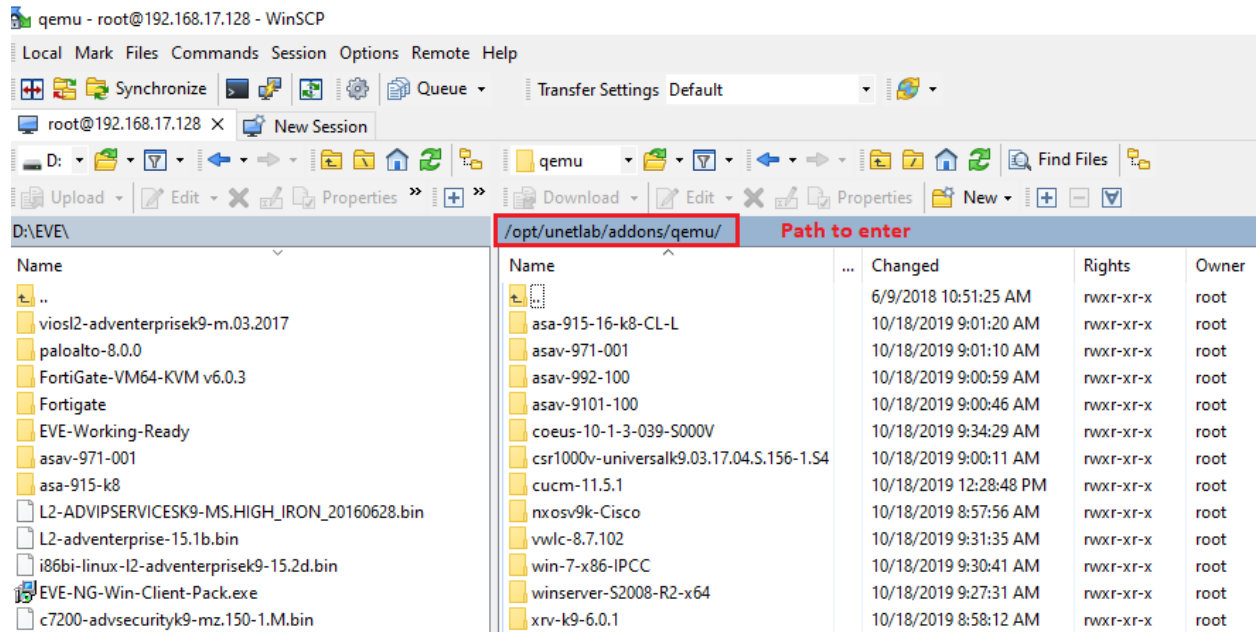 qemu - root@192.168.17.128 - WinSCP
Local Mark Files Commands Session Options Remote Help
Synchronize Queue Transfer Settings Default
root@192.168.17.128 New Session
D: qemu Find Files
Upload Edit Properties » » Download Edit Properties New
D:\EVE\ /opt/unetlab/addons/qemu/ Path to enter
Name Name ... Changed Rights Owner
.. .. 6/9/2018 10:51:25 AM rwxr-xr-x root
viosl2-adventerprisek9-m.03.2017 asa-915-16-k8-CL-L 10/18/2019 9:01:20 AM rwxr-xr-x root
paloalto-8.0.0 asav-971-001 10/18/2019 9:01:10 AM rwxr-xr-x root
FortiGate-VM64-KVM v6.0.3 asav-992-100 10/18/2019 9:00:59 AM rwxr-xr-x root
Fortigate asav-9101-100 10/18/2019 9:00:46 AM rwxr-xr-x root
EVE-Working-Ready coeus-10-1-3-039-S000V 10/18/2019 9:34:29 AM rwxr-xr-x root
asav-971-001 csr1000v-universalk9.03.17.04.S.156-1.S4 10/18/2019 9:00:11 AM rwxr-xr-x root
asa-915-k8 cucm-11.5.1 10/18/2019 12:28:48 PM rwxr-xr-x root
L2-ADVIPSERVICESK9-MS.HIGH_IRON_20160628.bin nxosv9k-Cisco 10/18/2019 8:57:56 AM rwxr-xr-x root
L2-adventerprise-15.1b.bin vwlc-8.7.102 10/18/2019 9:31:35 AM rwxr-xr-x root
i86bi-linux-l2-adventerprisek9-15.2d.bin win-7-x86-IPCC 10/18/2019 9:30:41 AM rwxr-xr-x root
EVE-NG-Win-Client-Pack.exe winserver-S2008-R2-x64 10/18/2019 9:27:31 AM rwxr-xr-x root
c7200-advsecurityk9-mz.150-1.M.bin xrv-k9-6.0.1 10/18/2019 8:58:12 AM rwxr-xr-x root